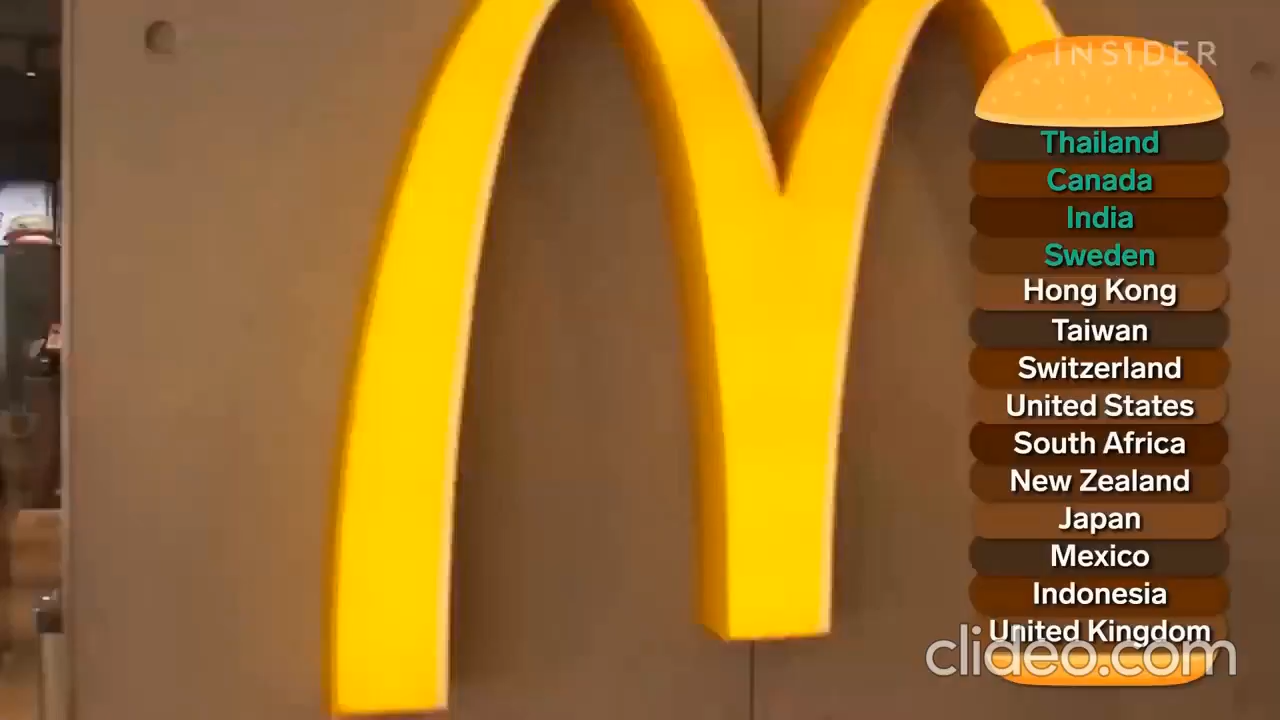 INSIDER
Thailand
Canada
India
Sweden
Hong Kong
Taiwan
Switzerland
United States
South Africa
New Zealand
Japan
Mexico
Indonesia
United Kingdom
clideo.com